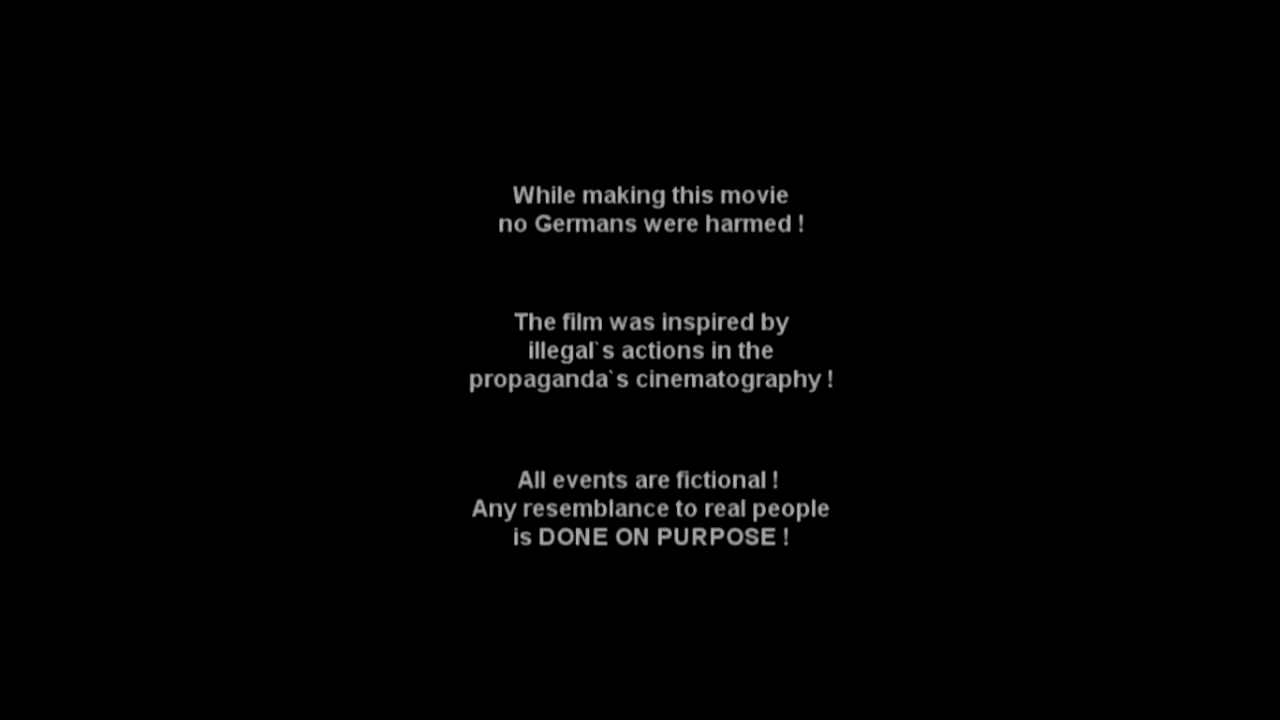 While making this movie
no Germans were harmed !
The film was inspired by
illegal`s actions in the
propaganda`s cinematography !
All events are fictional !
Any resemblance to real people
is DONE ON PURPOSE !